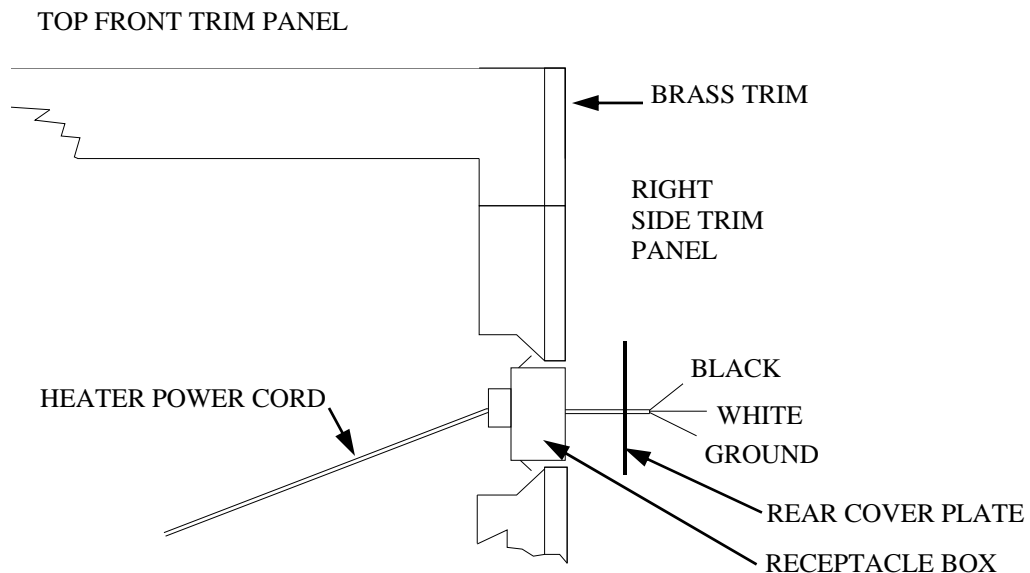 TOP FRONT TRIM PANEL
BRASS TRIM
RIGHT
SIDE TRIM
PANEL
BLACK
HEATER POWER CORD
WHITE
GROUND
REAR COVER PLATE
RECEPTACLE BOX